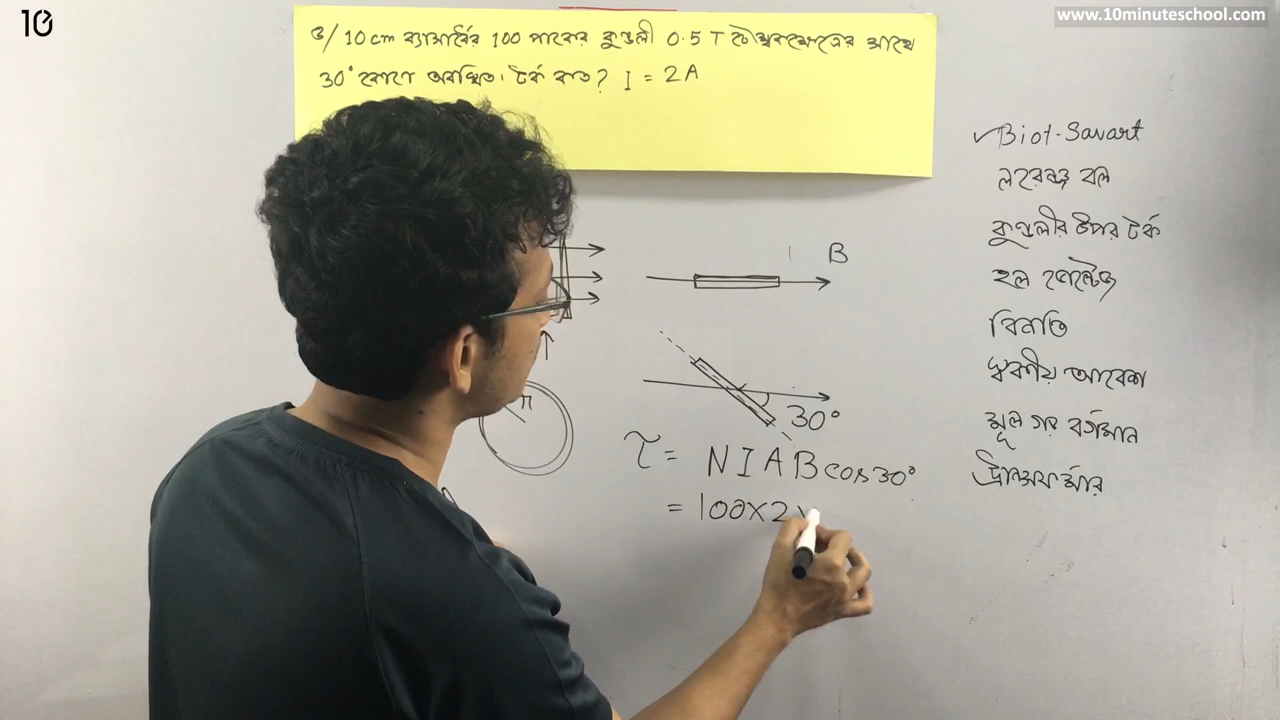 10
www.10minuteschool.com
৩/ 10 cm ব্যাসার্ধের 100 পাকের কুণ্ডলী 0.5 T চৌম্বকক্ষেত্রের সাথে
30° কোণে অবস্থিত। টর্ক কত? I = 2A
✓Biot-Savart
লরেঞ্জ বল
কুণ্ডলীর উপর টর্ক
হল ভোল্টেজ
বিনতি
স্বকীয় আবেশ
মূল গড় বর্গমান
ট্রান্সফর্মার
B
30°
r
τ = NIAB cos 30°
= 100×2×